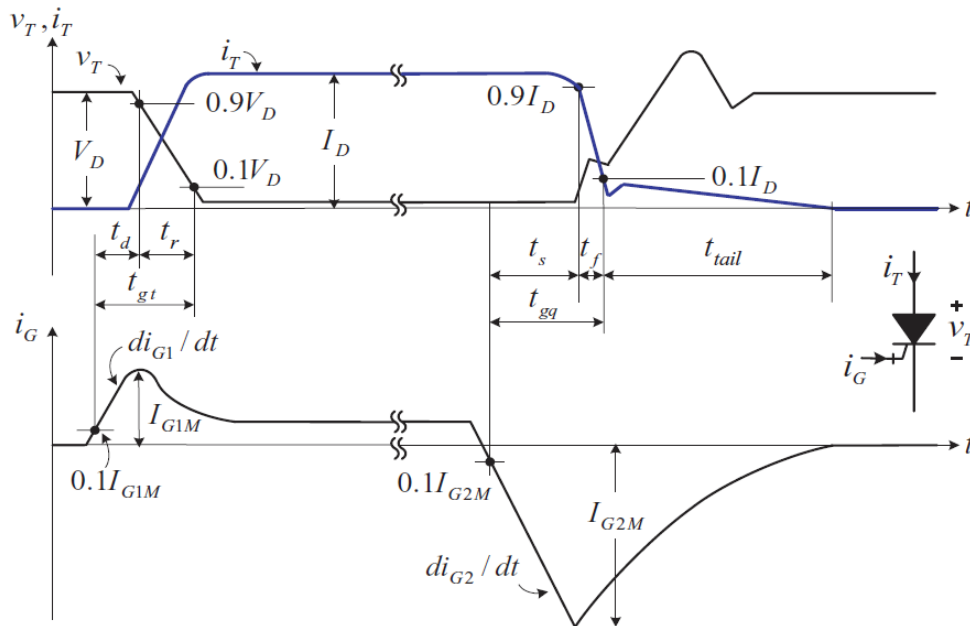 v_T, i_T
v_T
i_T
0.9V_D
0.9I_D
V_D
I_D
0.1V_D
0.1I_D
t
t_d
t_r
t_s
t_f
t_tail
t_gt
t_gq
i_T
+
v_T
−
i_G
i_G
di_G1 / dt
I_G1M
t
0.1I_G1M
0.1I_G2M
I_G2M
di_G2 / dt